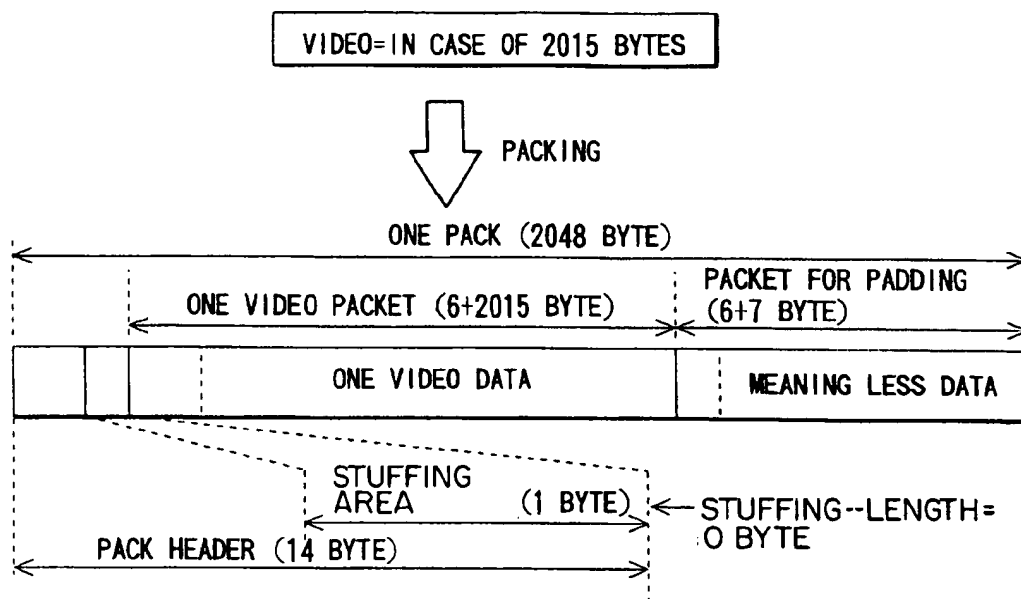 VIDEO=IN CASE OF 2015 BYTES
PACKING
ONE PACK (2048 BYTE)
PACKET FOR PADDING
(6+7 BYTE)
ONE VIDEO PACKET (6+2015 BYTE)
ONE VIDEO DATA
MEANING LESS DATA
STUFFING
AREA
(1 BYTE)
STUFFING--LENGTH=
0 BYTE
PACK HEADER (14 BYTE)